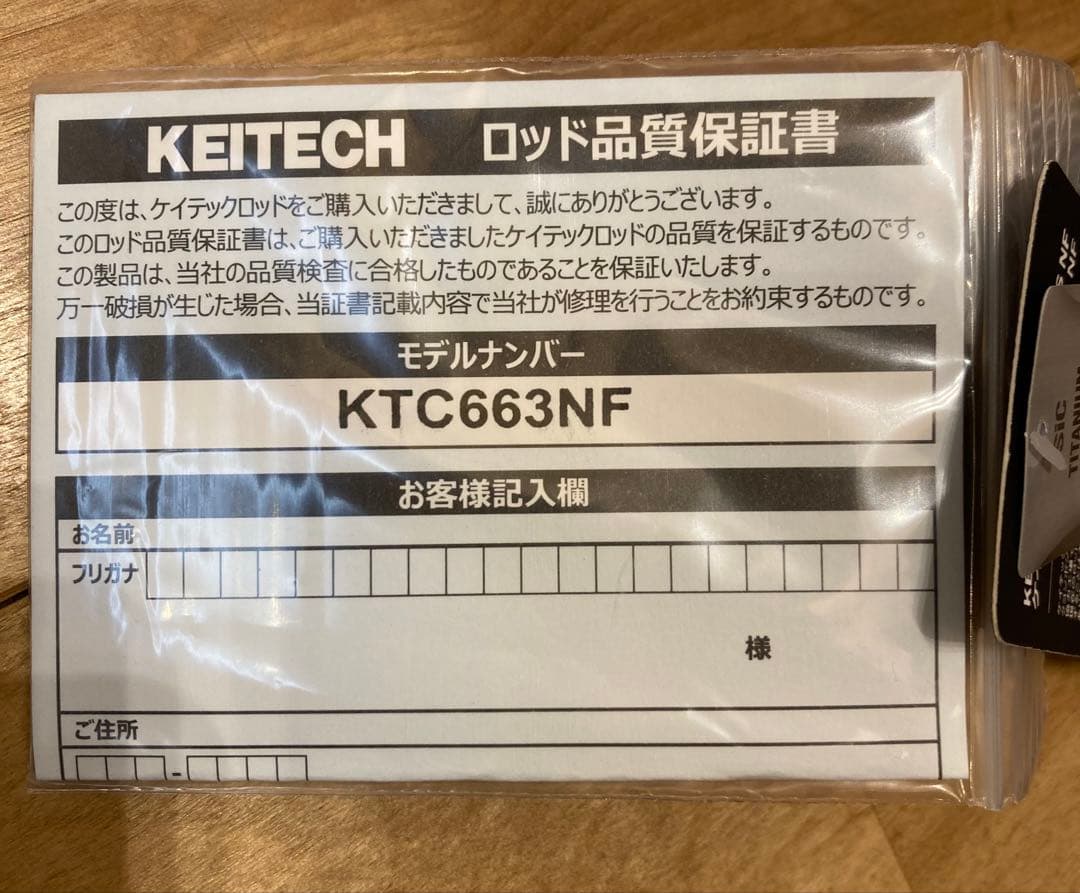 KEITECH ロッド品質保証書
この度は、ケイテックロッドをご購入いただきまして、誠にありがとうございます。
このロッド品質保証書は、ご購入いただきましたケイテックロッドの品質を保証するものです。
この製品は、当社の品質検査に合格したものであることを保証いたします。
万一破損が生じた場合、当証書記載内容で当社が修理を行うことをお約束するものです。
モデルナンバー
KTC663NF
お客様記入欄
お名前
フリガナ
様
ご住所
-
NF
NF
SiC
TITANIUM